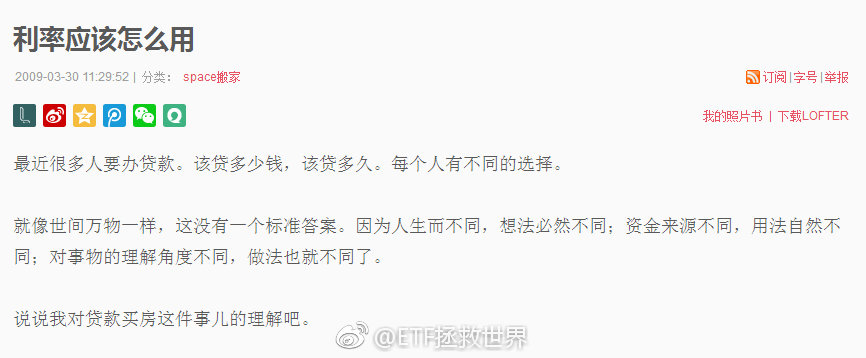 利率应该怎么用
2009-03-30 11:29:52 | 分类： space搬家
订阅 | 字号 | 举报
我的照片书 | 下载LOFTER
最近很多人要办贷款。该贷多少钱，该贷多久。每个人有不同的选择。
就像世间万物一样，这没有一个标准答案。因为人生而不同，想法必然不同；资金来源不同，用法自然不
同；对事物的理解角度不同，做法也就不同了。
说说我对贷款买房这件事儿的理解吧。
@ETF拯救世界